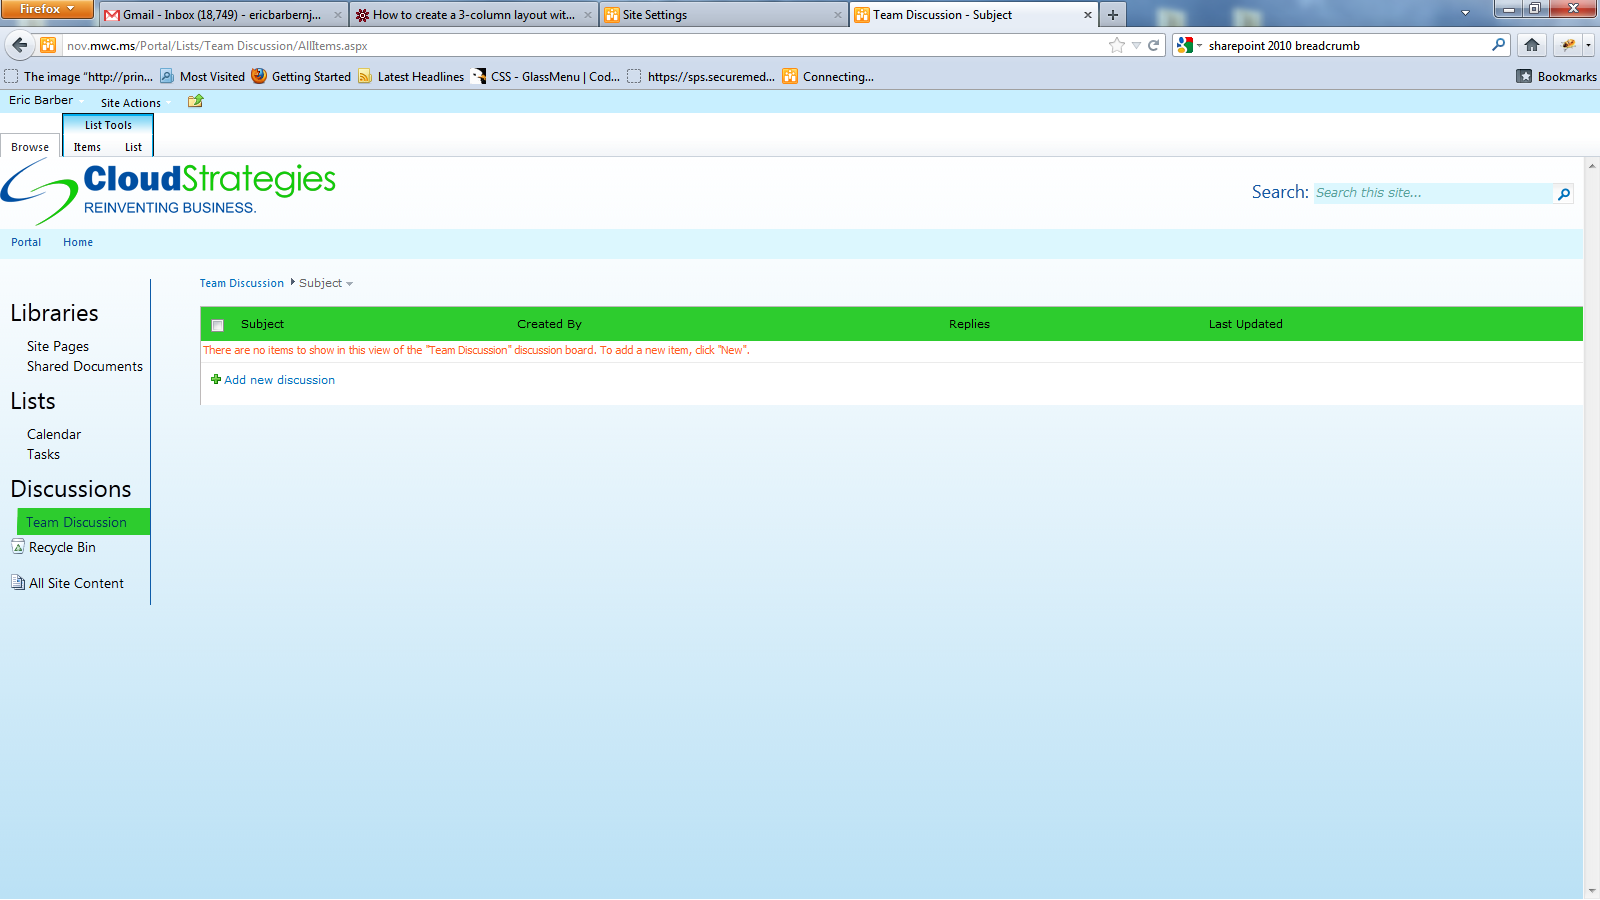 Firefox
Gmail - Inbox (18,749) - ericbarbernj...
How to create a 3-column layout wit...
Site Settings
Team Discussion - Subject
nov.mwc.ms/Portal/Lists/Team Discussion/AllItems.aspx
sharepoint 2010 breadcrumb
The image "http://prin...
Most Visited
Getting Started
Latest Headlines
CSS - GlassMenu | Cod...
https://sps.securemed...
Connecting...
Bookmarks
Eric Barber
Site Actions
List Tools
Browse
Items
List
CloudStrategies
REINVENTING BUSINESS.
Search:
Search this site...
Portal
Home
Team Discussion
Subject
Libraries
Site Pages
Shared Documents
Lists
Calendar
Tasks
Discussions
Team Discussion
Recycle Bin
All Site Content
Subject
Created By
Replies
Last Updated
There are no items to show in this view of the "Team Discussion" discussion board. To add a new item, click "New".
Add new discussion